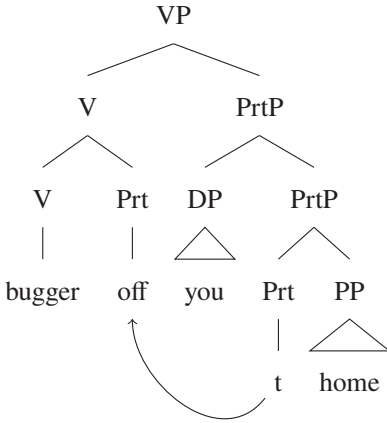 VP
V PrtP
V Prt DP PrtP
bugger off you Prt PP
t home